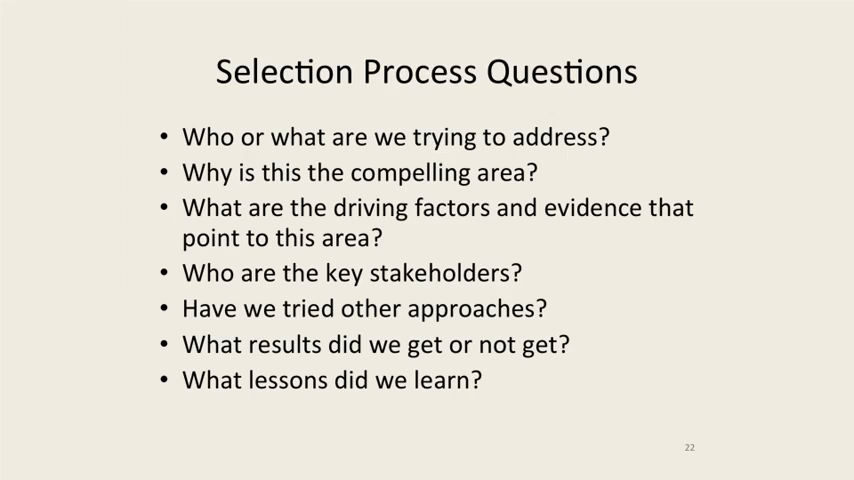 Selection Process Questions
• Who or what are we trying to address?
• Why is this the compelling area?
• What are the driving factors and evidence that
point to this area?
• Who are the key stakeholders?
• Have we tried other approaches?
• What results did we get or not get?
• What lessons did we learn?
22